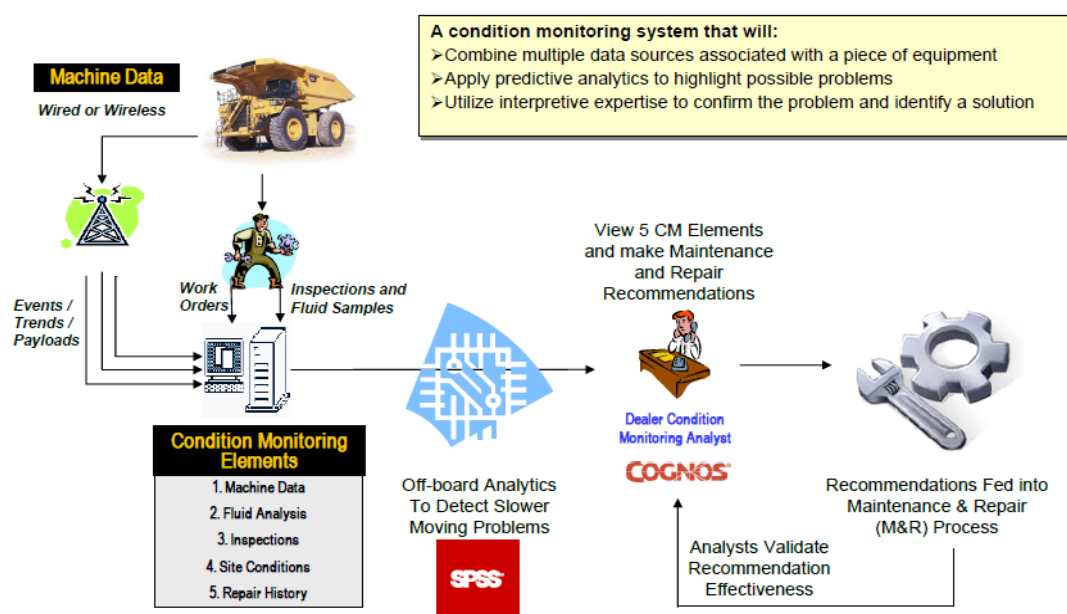 A condition monitoring system that will:
➢Combine multiple data sources associated with a piece of equipment
➢Apply predictive analytics to highlight possible problems
➢Utilize interpretive expertise to confirm the problem and identify a solution
Machine Data
Wired or Wireless
Events /
Trends /
Payloads
Work
Orders
Inspections and
Fluid Samples
Condition Monitoring
Elements
1. Machine Data
2. Fluid Analysis
3. Inspections
4. Site Conditions
5. Repair History
Off-board Analytics
To Detect Slower
Moving Problems
SPSS
View 5 CM Elements
and make Maintenance
and Repair
Recommendations
Dealer Condition
Monitoring Analyst
COGNOS®
Recommendations Fed into
Maintenance & Repair
(M&R) Process
Analysts Validate
Recommendation
Effectiveness